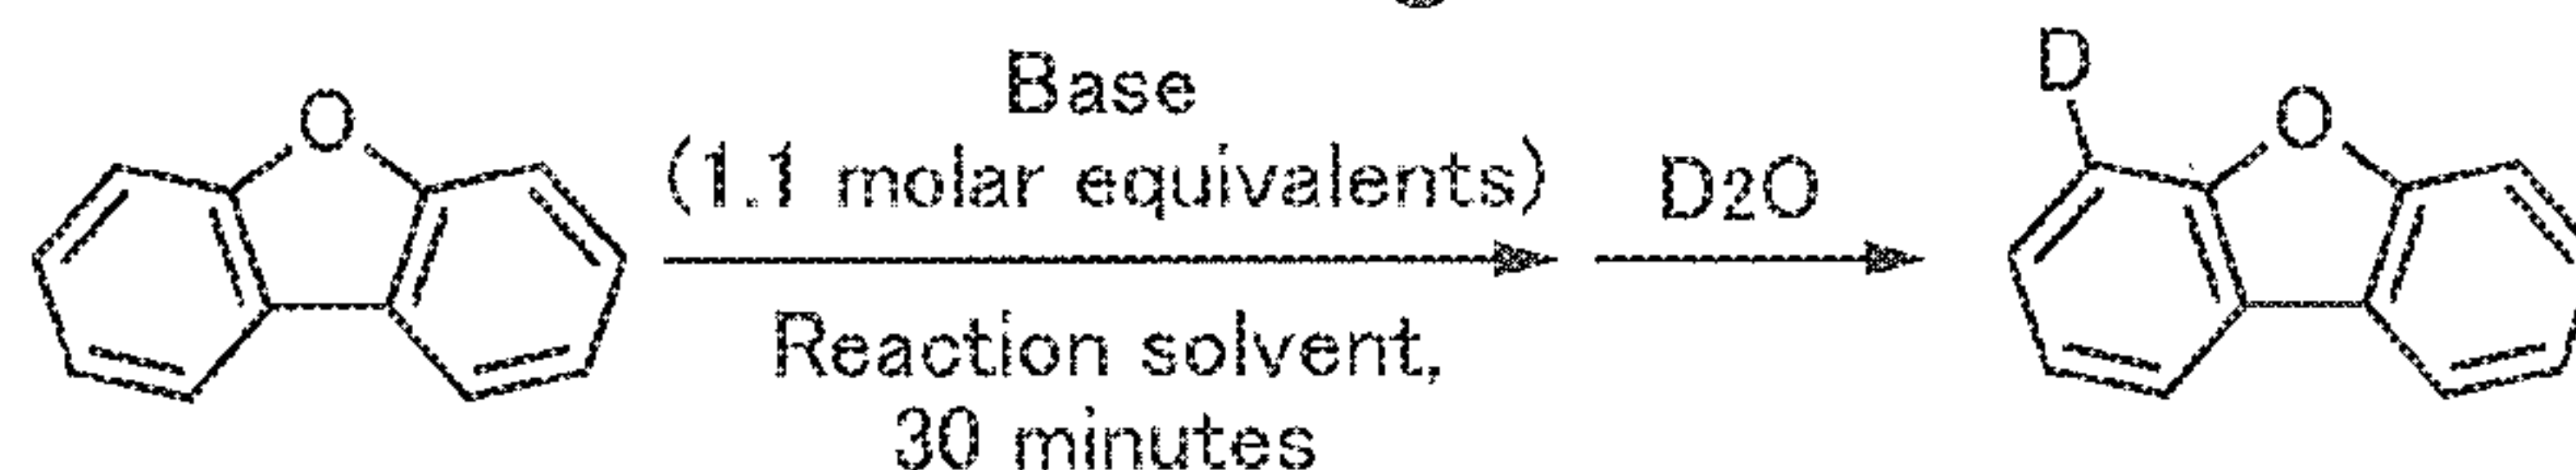 Base
(1.1 molar equivalents)
Reaction solvent,
30 minutes
D2O
O
D
O